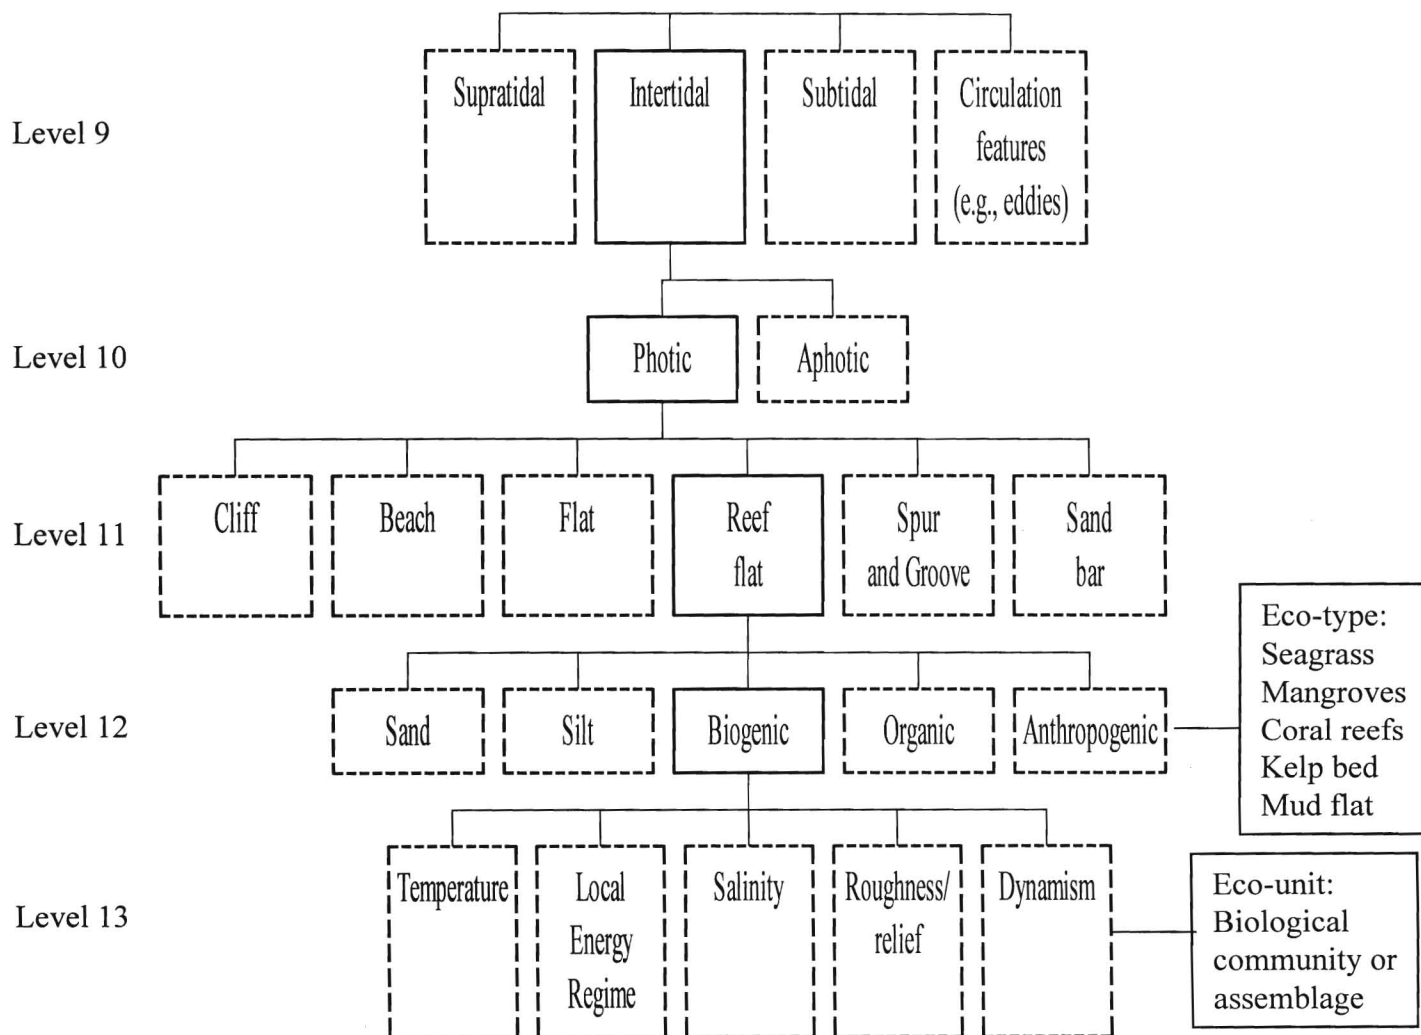 Level 9
Supratidal
Intertidal
Subtidal
Circulation
features
(e.g., eddies)
Level 10
Photic
Aphotic
Level 11
Cliff
Beach
Flat
Reef
flat
Spur
and Groove
Sand
bar
Level 12
Sand
Silt
Biogenic
Organic
Anthropogenic
Eco-type:
Seagrass
Mangroves
Coral reefs
Kelp bed
Mud flat
Level 13
Temperature
Local
Energy
Regime
Salinity
Roughness/
relief
Dynamism
Eco-unit:
Biological
community or
assemblage